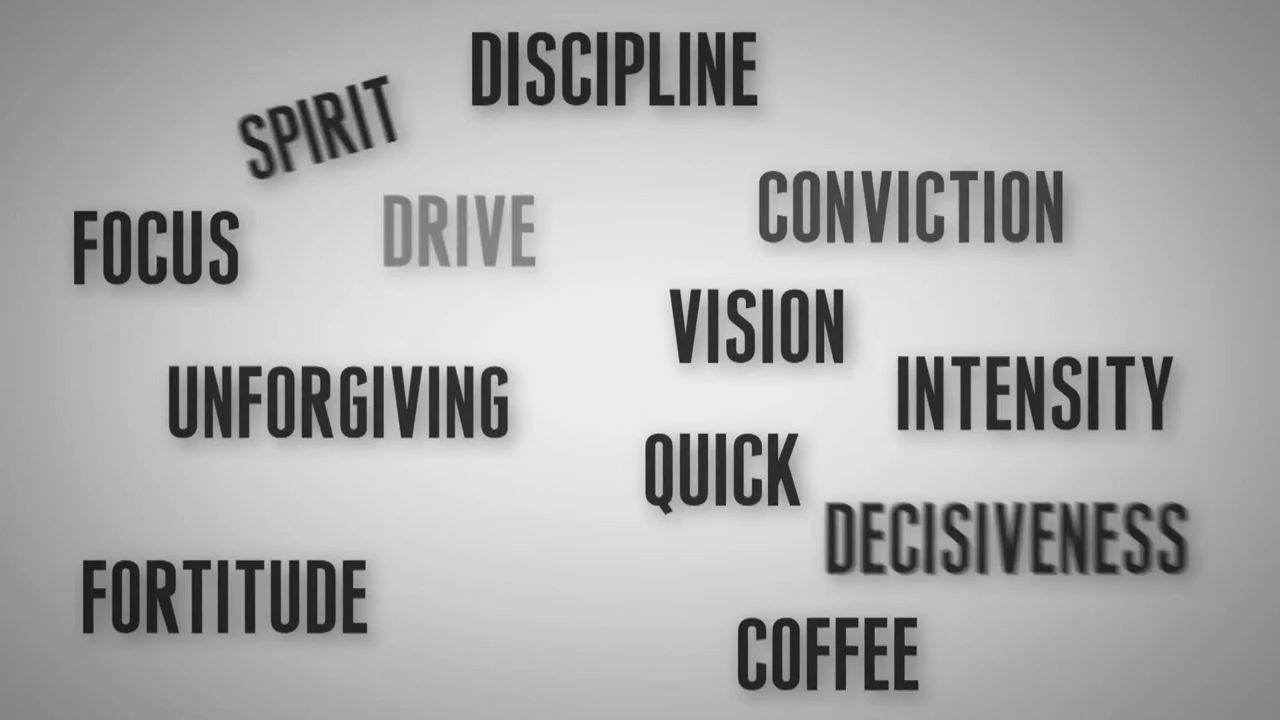 DISCIPLINE
SPIRIT
CONVICTION
FOCUS
DRIVE
VISION
INTENSITY
UNFORGIVING
QUICK
DECISIVENESS
FORTITUDE
COFFEE